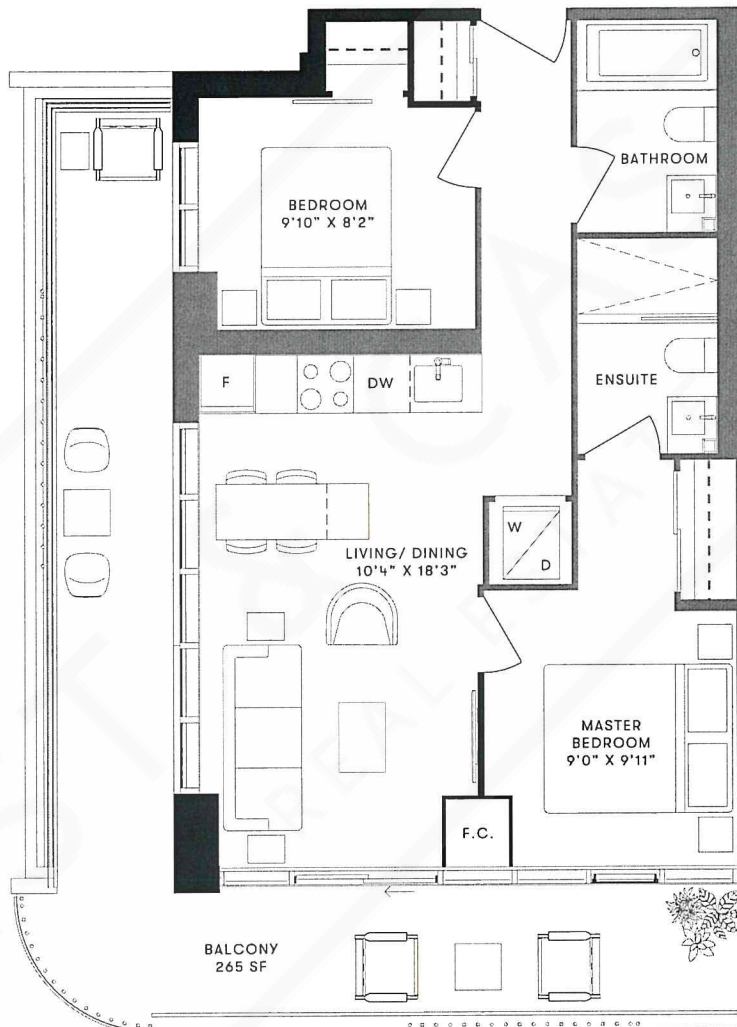 BATHROOM
BEDROOM
9'10" X 8'2"
F
DW
ENSUITE
W
D
LIVING/ DINING
10'4" X 18'3"
MASTER
BEDROOM
9'0" X 9'11"
F.C.
BALCONY
265 SF